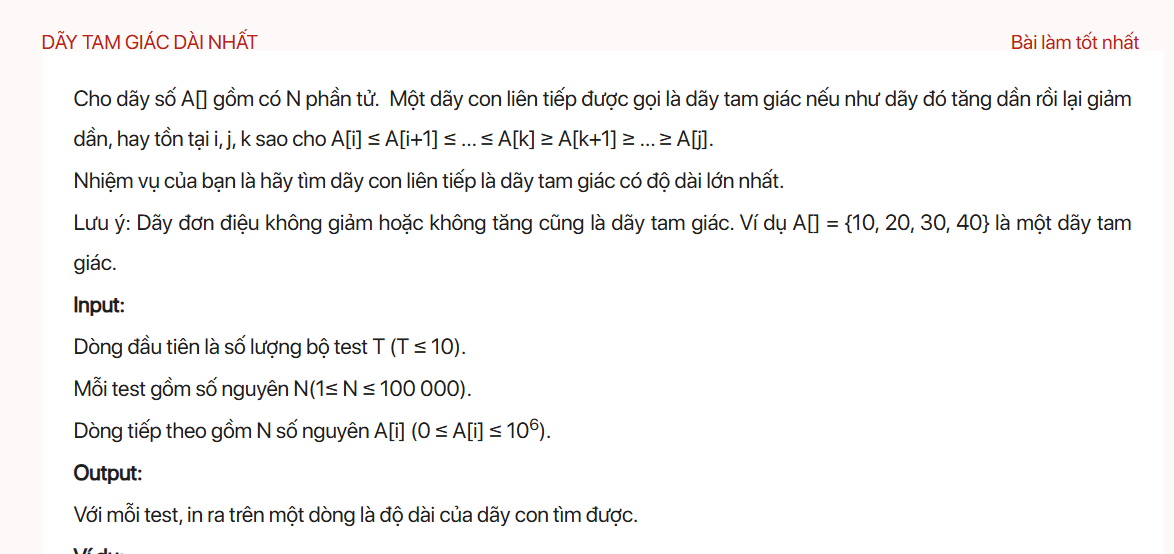 DÃY TAM GIÁC DÀI NHẤT
Bài làm tốt nhất
Cho dãy số A[] gồm có N phần tử. Một dãy con liên tiếp được gọi là dãy tam giác nếu như dãy đó tăng dần rồi lại giảm
dần, hay tồn tại i, j, k sao cho A[i] ≤ A[i+1] ≤ ... ≤ A[k] ≥ A[k+1] ≥ ... ≥ A[j].
Nhiệm vụ của bạn là hãy tìm dãy con liên tiếp là dãy tam giác có độ dài lớn nhất.
Lưu ý: Dãy đơn điệu không giảm hoặc không tăng cũng là dãy tam giác. Ví dụ A[] = {10, 20, 30, 40} là một dãy tam
giác.
Input:
Dòng đầu tiên là số lượng bộ test T (T ≤ 10).
Mỗi test gồm số nguyên N(1≤ N ≤ 100 000).
Dòng tiếp theo gồm N số nguyên A[i] (0 ≤ A[i] ≤ 10⁶).
Output:
Với mỗi test, in ra trên một dòng là độ dài của dãy con tìm được.